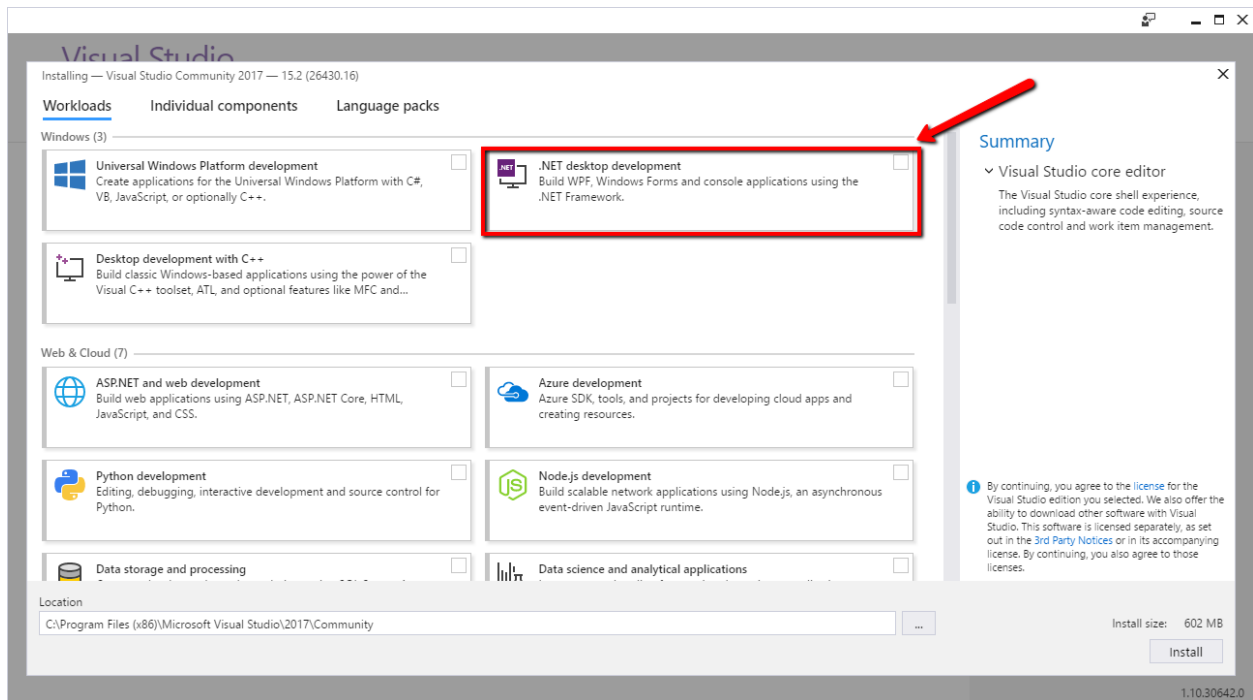 Visual Studio
Installing — Visual Studio Community 2017 — 15.2 (26430.16)
Workloads
Individual components
Language packs
Windows (3)
Universal Windows Platform development
Create applications for the Universal Windows Platform with C#,
VB, JavaScript, or optionally C++.
.NET
.NET desktop development
Build WPF, Windows Forms and console applications using the
.NET Framework.
Desktop development with C++
Build classic Windows-based applications using the power of the
Visual C++ toolset, ATL, and optional features like MFC and...
Web & Cloud (7)
ASP.NET and web development
Build web applications using ASP.NET, ASP.NET Core, HTML,
JavaScript, and CSS.
Azure development
Azure SDK, tools, and projects for developing cloud apps and
creating resources.
Python development
Editing, debugging, interactive development and source control for
Python.
JS
Node.js development
Build scalable network applications using Node.js, an asynchronous
event-driven JavaScript runtime.
Data storage and processing
Data science and analytical applications
Summary
Visual Studio core editor
The Visual Studio core shell experience,
including syntax-aware code editing, source
code control and work item management.
By continuing, you agree to the license for the
Visual Studio edition you selected. We also offer the
ability to download other software with Visual
Studio. This software is licensed separately, as set
out in the 3rd Party Notices or in its accompanying
license. By continuing, you also agree to those
licenses.
Location
C:\Program Files (x86)\Microsoft Visual Studio\2017\Community
...
Install size: 602 MB
Install
1.10.30642.0